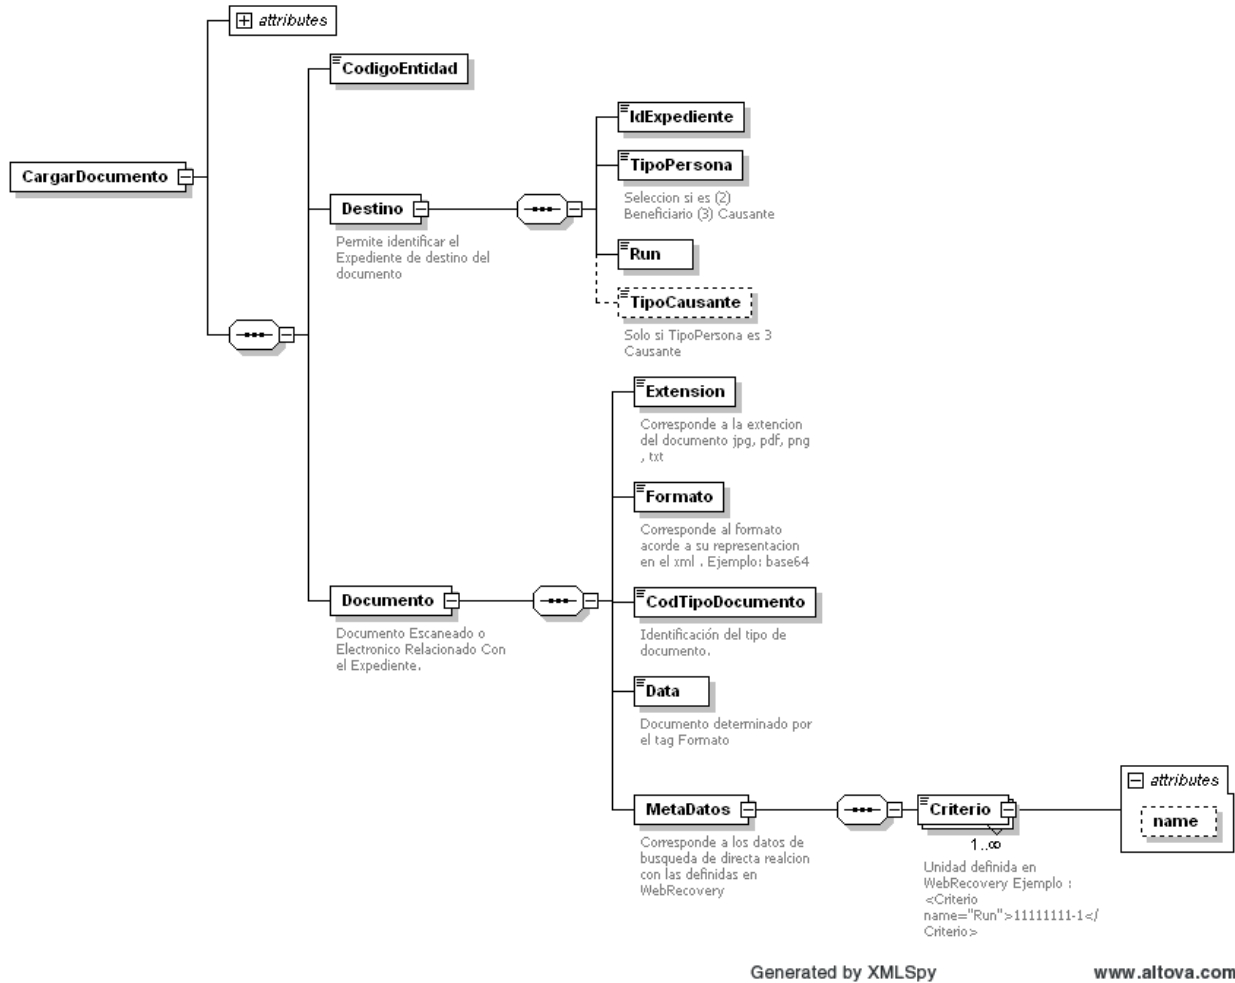 attributes
CodigoEntidad
IdExpediente
CargarDocumento
TipoPersona
Seleccion si es (2)
Beneficiario (3) Causante
Destino
Permite identificar el
Expediente de destino del
documento
Run
TipoCausante
Solo si TipoPersona es 3
Causante
Extension
Corresponde a la extencion
del documento jpg, pdf, png
, txt
Formato
Corresponde al formato
acorde a su representacion
en el xml . Ejemplo: base64
Documento
Documento Escaneado o
Electronico Relacionado Con
el Expediente.
CodTipoDocumento
Identificación del tipo de
documento.
Data
Documento determinado por
el tag Formato
MetaDatos
Corresponde a los datos de
busqueda de directa realcion
con las definidas en
WebRecovery
Criterio
1..∞
Unidad definida en
WebRecovery Ejemplo :
<Criterio
name="Run">11111111-1</
Criterio>
attributes
name
Generated by XMLSpy
www.altova.com